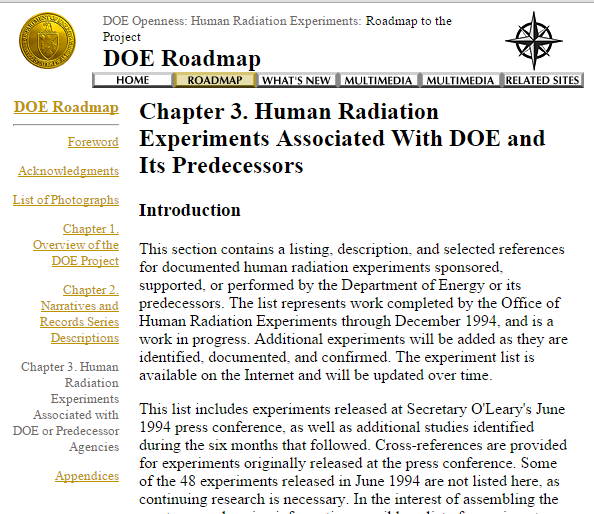 DOE Openness: Human Radiation Experiments: Roadmap to the
Project
DOE Roadmap
HOME
ROADMAP
WHAT'S NEW
MULTIMEDIA
MULTIMEDIA
RELATED SITES
DOE Roadmap
Foreword
Acknowledgments
List of Photographs
Chapter 1.
Overview of the
DOE Project
Chapter 2.
Narratives and
Records Series
Descriptions
Chapter 3. Human
Radiation
Experiments
Associated with
DOE or Predecessor
Agencies
Appendices
Chapter 3. Human Radiation
Experiments Associated With DOE and
Its Predecessors
Introduction
This section contains a listing, description, and selected references
for documented human radiation experiments sponsored,
supported, or performed by the Department of Energy or its
predecessors. The list represents work completed by the Office of
Human Radiation Experiments through December 1994, and is a
work in progress. Additional experiments will be added as they are
identified, documented, and confirmed. The experiment list is
available on the Internet and will be updated over time.
This list includes experiments released at Secretary O'Leary's June
1994 press conference, as well as additional studies identified
during the six months that followed. Cross-references are provided
for experiments originally released at the press conference. Some
of the 48 experiments released in June 1994 are not listed here, as
continuing research is necessary. In the interest of assembling the